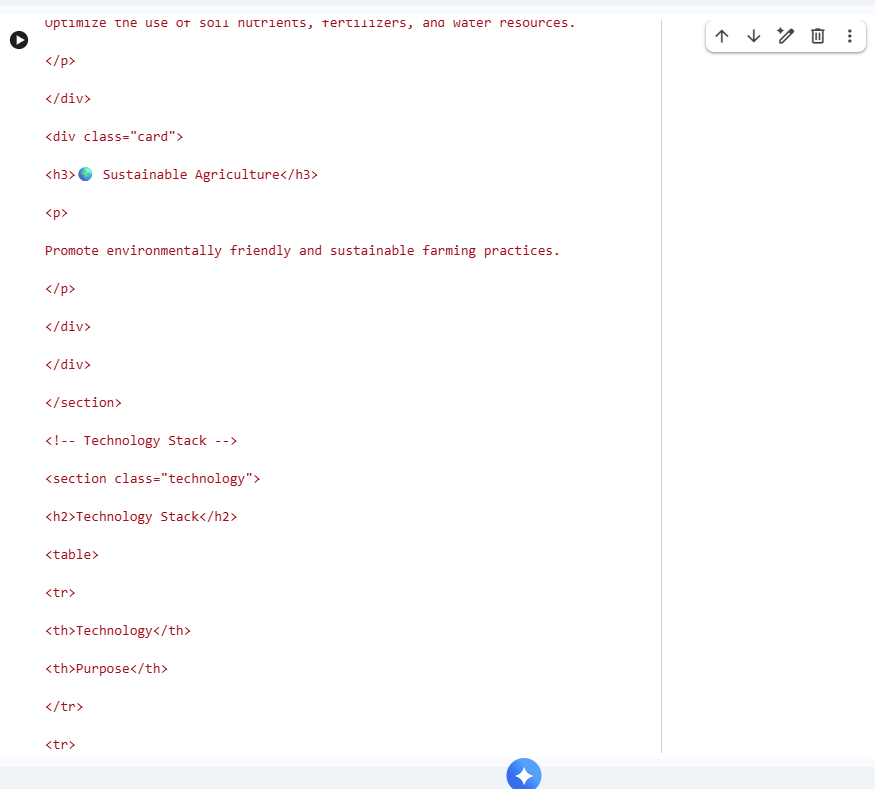 Optimize the use of soil nutrients, fertilizers, and water resources.
</p>
</div>
<div class="card">
<h3>🌍 Sustainable Agriculture</h3>
<p>
Promote environmentally friendly and sustainable farming practices.
</p>
</div>
</div>
</section>
<!-- Technology Stack -->
<section class="technology">
<h2>Technology Stack</h2>
<table>
<tr>
<th>Technology</th>
<th>Purpose</th>
</tr>
<tr>